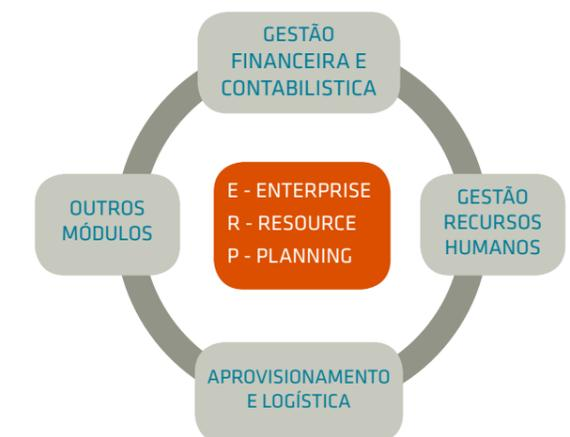 GESTÃO
FINANCEIRA E
CONTABILISTICA
OUTROS
MÓDULOS
E - ENTERPRISE
R - RESOURCE
P - PLANNING
GESTÃO
RECURSOS
HUMANOS
APROVISIONAMENTO
E LOGÍSTICA